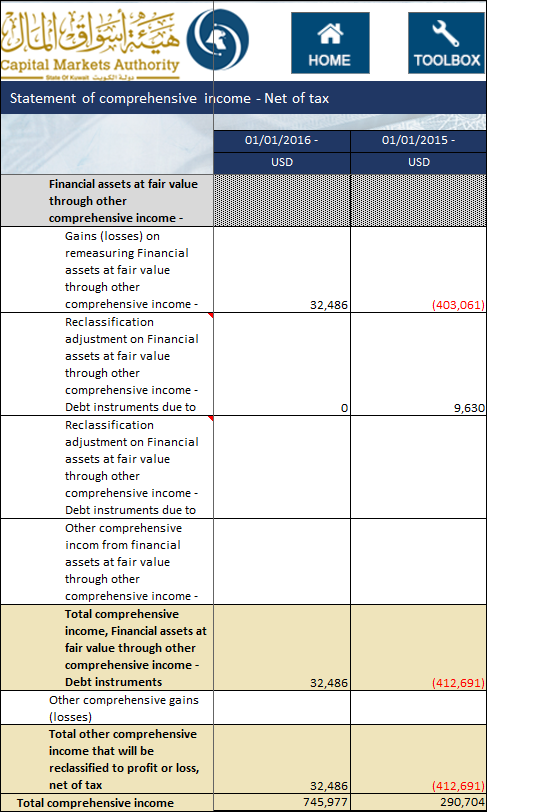 هيئة أسواق المال
Capital Markets Authority
State Of Kuwait دولة الكويت
HOME
TOOLBOX
Statement of comprehensive income - Net of tax
01/01/2016 -
01/01/2015 -
USD
USD
Financial assets at fair value
through other
comprehensive income -
Gains (losses) on
remeasuring Financial
assets at fair value
through other
comprehensive income -
32,486
(403,061)
Reclassification
adjustment on Financial
assets at fair value
through other
comprehensive income -
Debt instruments due to
0
9,630
Reclassification
adjustment on Financial
assets at fair value
through other
comprehensive income -
Debt instruments due to
Other comprehensive
incom from financial
assets at fair value
through other
comprehensive income -
Total comprehensive
income, Financial assets at
fair value through other
comprehensive income -
Debt instruments
32,486
(412,691)
Other comprehensive gains
(losses)
Total other comprehensive
income that will be
reclassified to profit or loss,
net of tax
32,486
(412,691)
Total comprehensive income
745,977
290,704